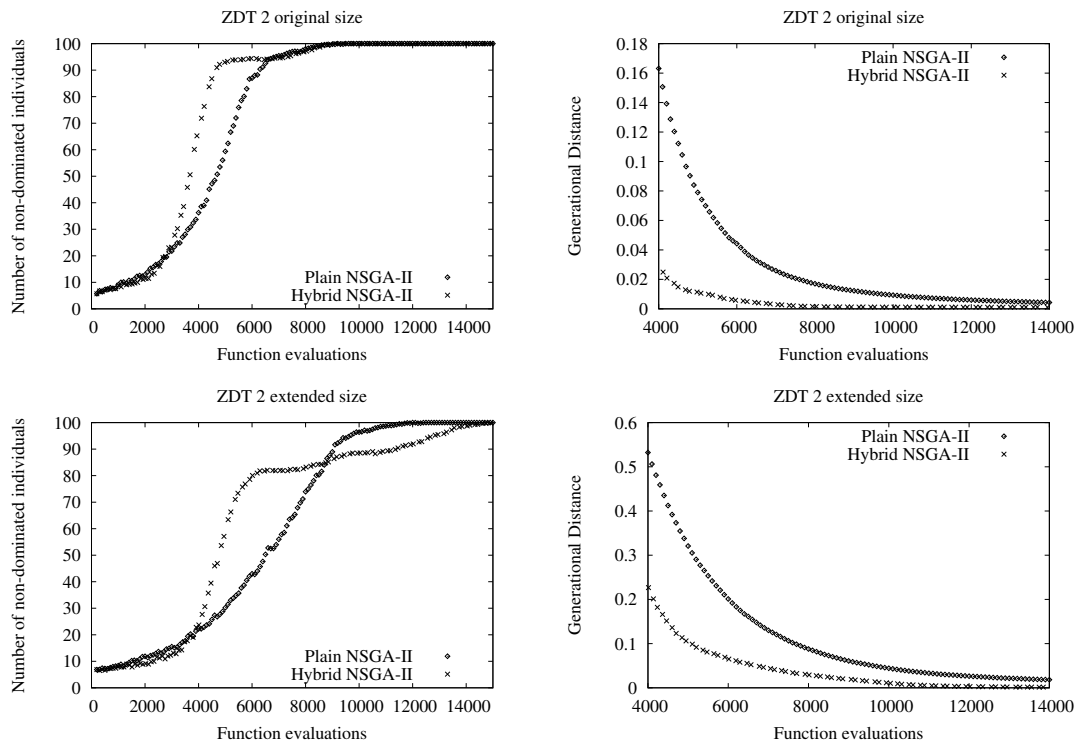 ZDT 2 original size
Number of non-dominated individuals
100
90
80
70
60
50
40
30
20
10
0
Plain NSGA-II
Hybrid NSGA-II
0 2000 4000 6000 8000 10000 12000 14000
Function evaluations
ZDT 2 original size
Generational Distance
0.18
0.16
0.14
0.12
0.1
0.08
0.06
0.04
0.02
0
Plain NSGA-II
Hybrid NSGA-II
4000 6000 8000 10000 12000 14000
Function evaluations
ZDT 2 extended size
Number of non-dominated individuals
100
90
80
70
60
50
40
30
20
10
0
Plain NSGA-II
Hybrid NSGA-II
0 2000 4000 6000 8000 10000 12000 14000
Function evaluations
ZDT 2 extended size
Generational Distance
0.6
0.5
0.4
0.3
0.2
0.1
0
Plain NSGA-II
Hybrid NSGA-II
4000 6000 8000 10000 12000 14000
Function evaluations